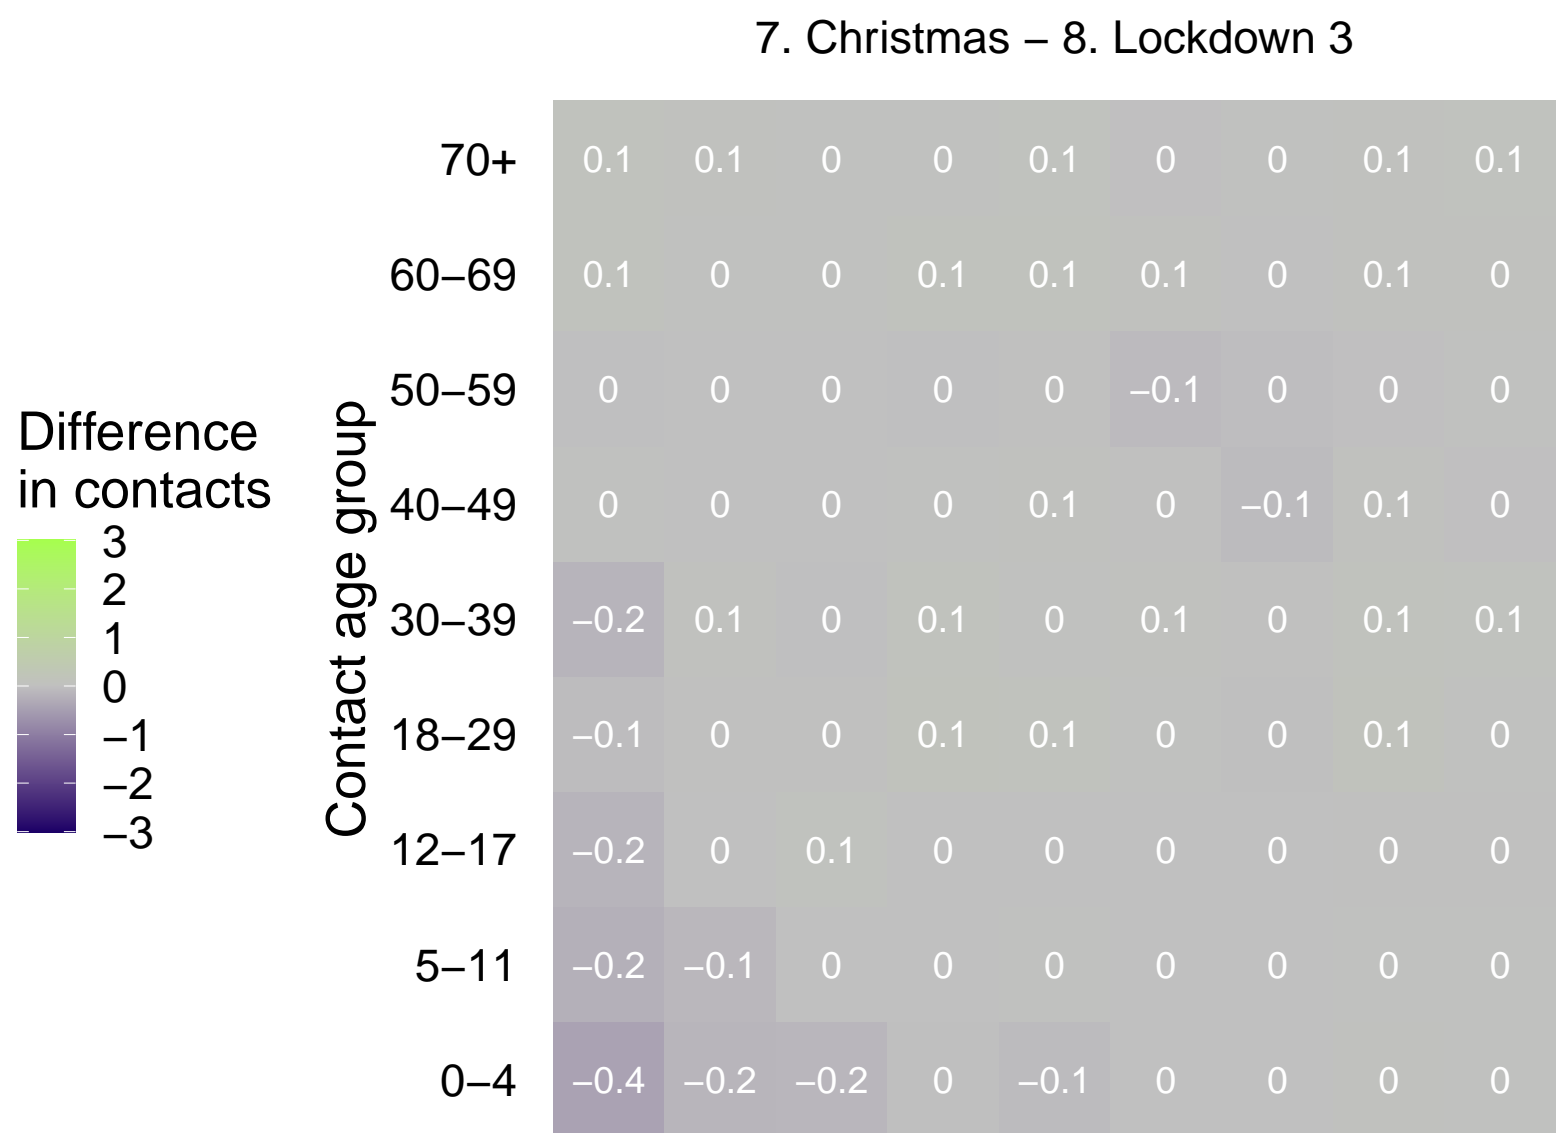 7. Christmas – 8. Lockdown 3
70+ 0.1 0.1 0 0 0.1 0 0 0.1 0.1
60–69 0.1 0 0 0.1 0.1 0.1 0 0.1 0
50–59 0 0 0 0 0 −0.1 0 0 0
40–49 0 0 0 0 0.1 0 −0.1 0.1 0
30–39 −0.2 0.1 0 0.1 0 0.1 0 0.1 0.1
18–29 −0.1 0 0 0.1 0.1 0 0 0.1 0
12–17 −0.2 0 0.1 0 0 0 0 0 0
5–11 −0.2 −0.1 0 0 0 0 0 0 0
0–4 −0.4 −0.2 −0.2 0 −0.1 0 0 0 0
Contact age group
Difference
in contacts
3
2
1
0
−1
−2
−3